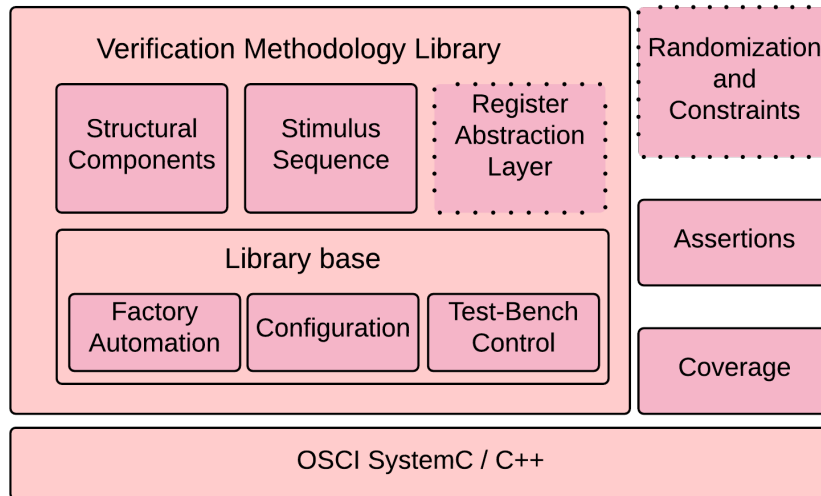 Verification Methodology Library
Structural
Components
Stimulus
Sequence
Register
Abstraction
Layer
Library base
Factory
Automation
Configuration
Test-Bench
Control
Randomization
and
Constraints
Assertions
Coverage
OSCI SystemC / C++